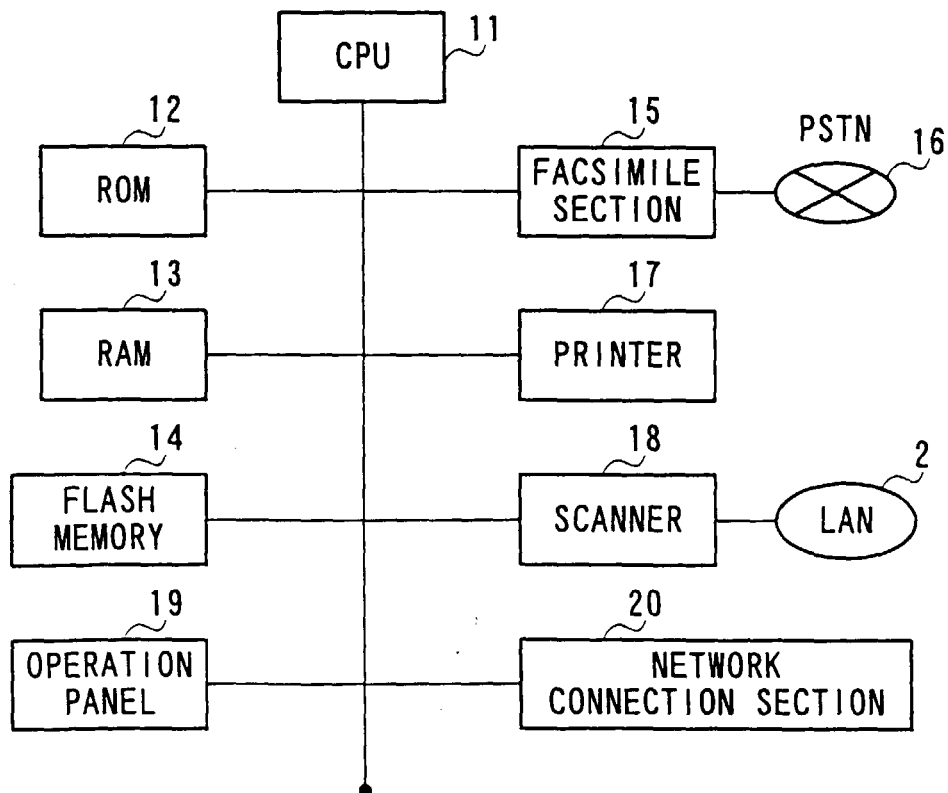 CPU
11
12
ROM
15
FACSIMILE
SECTION
PSTN
16
13
RAM
17
PRINTER
14
FLASH
MEMORY
18
SCANNER
2
LAN
19
OPERATION
PANEL
20
NETWORK
CONNECTION SECTION